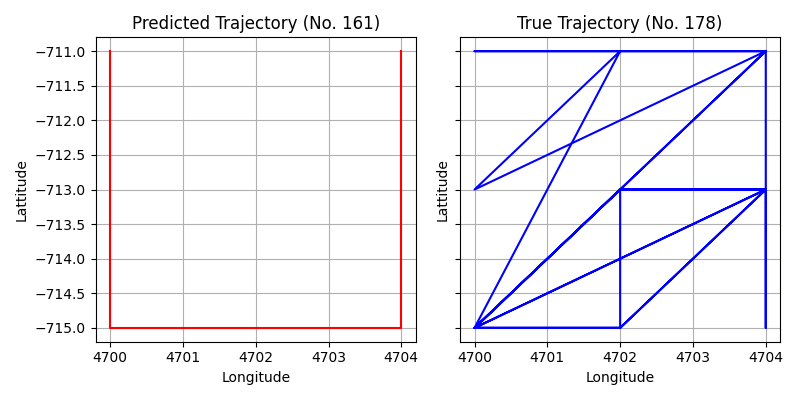 Predicted Trajectory (No. 161)
True Trajectory (No. 178)
Lattitude
−711.0
−711.5
−712.0
−712.5
−713.0
−713.5
−714.0
−714.5
−715.0
4700 4701 4702 4703 4704
Longitude
Lattitude
4700 4701 4702 4703 4704
Longitude